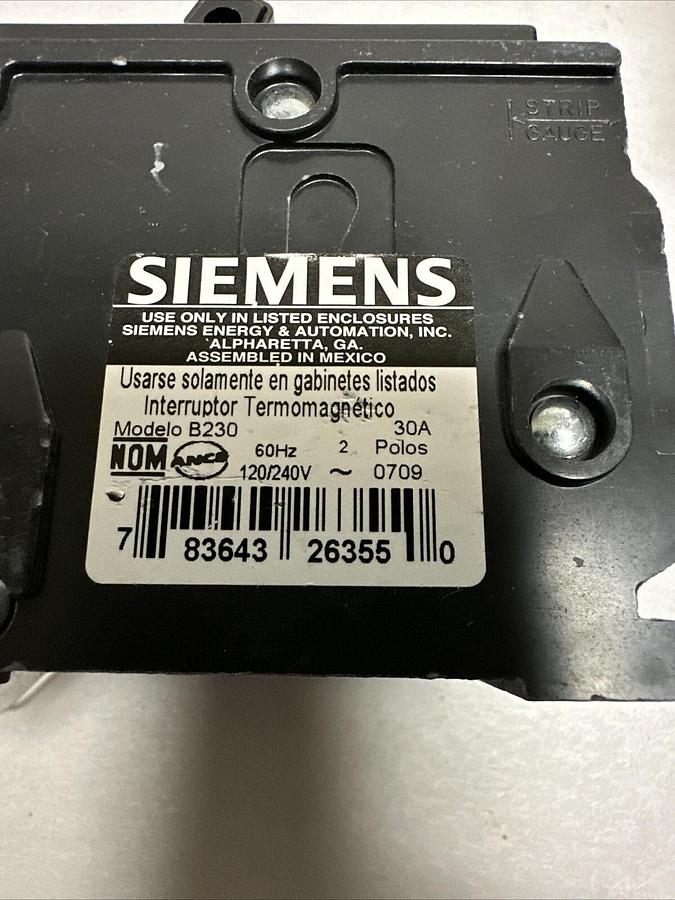 STRIP
GAUGE
SIEMENS
USE ONLY IN LISTED ENCLOSURES
SIEMENS ENERGY & AUTOMATION, INC.
ALPHARETTA, GA.
ASSEMBLED IN MEXICO
Usarse solamente en gabinetes listados
Interruptor Termomagnético
Modelo B230 30A
NOM ANCE 60Hz 2 Polos
120/240V ~ 0709
7 83643 26355 0